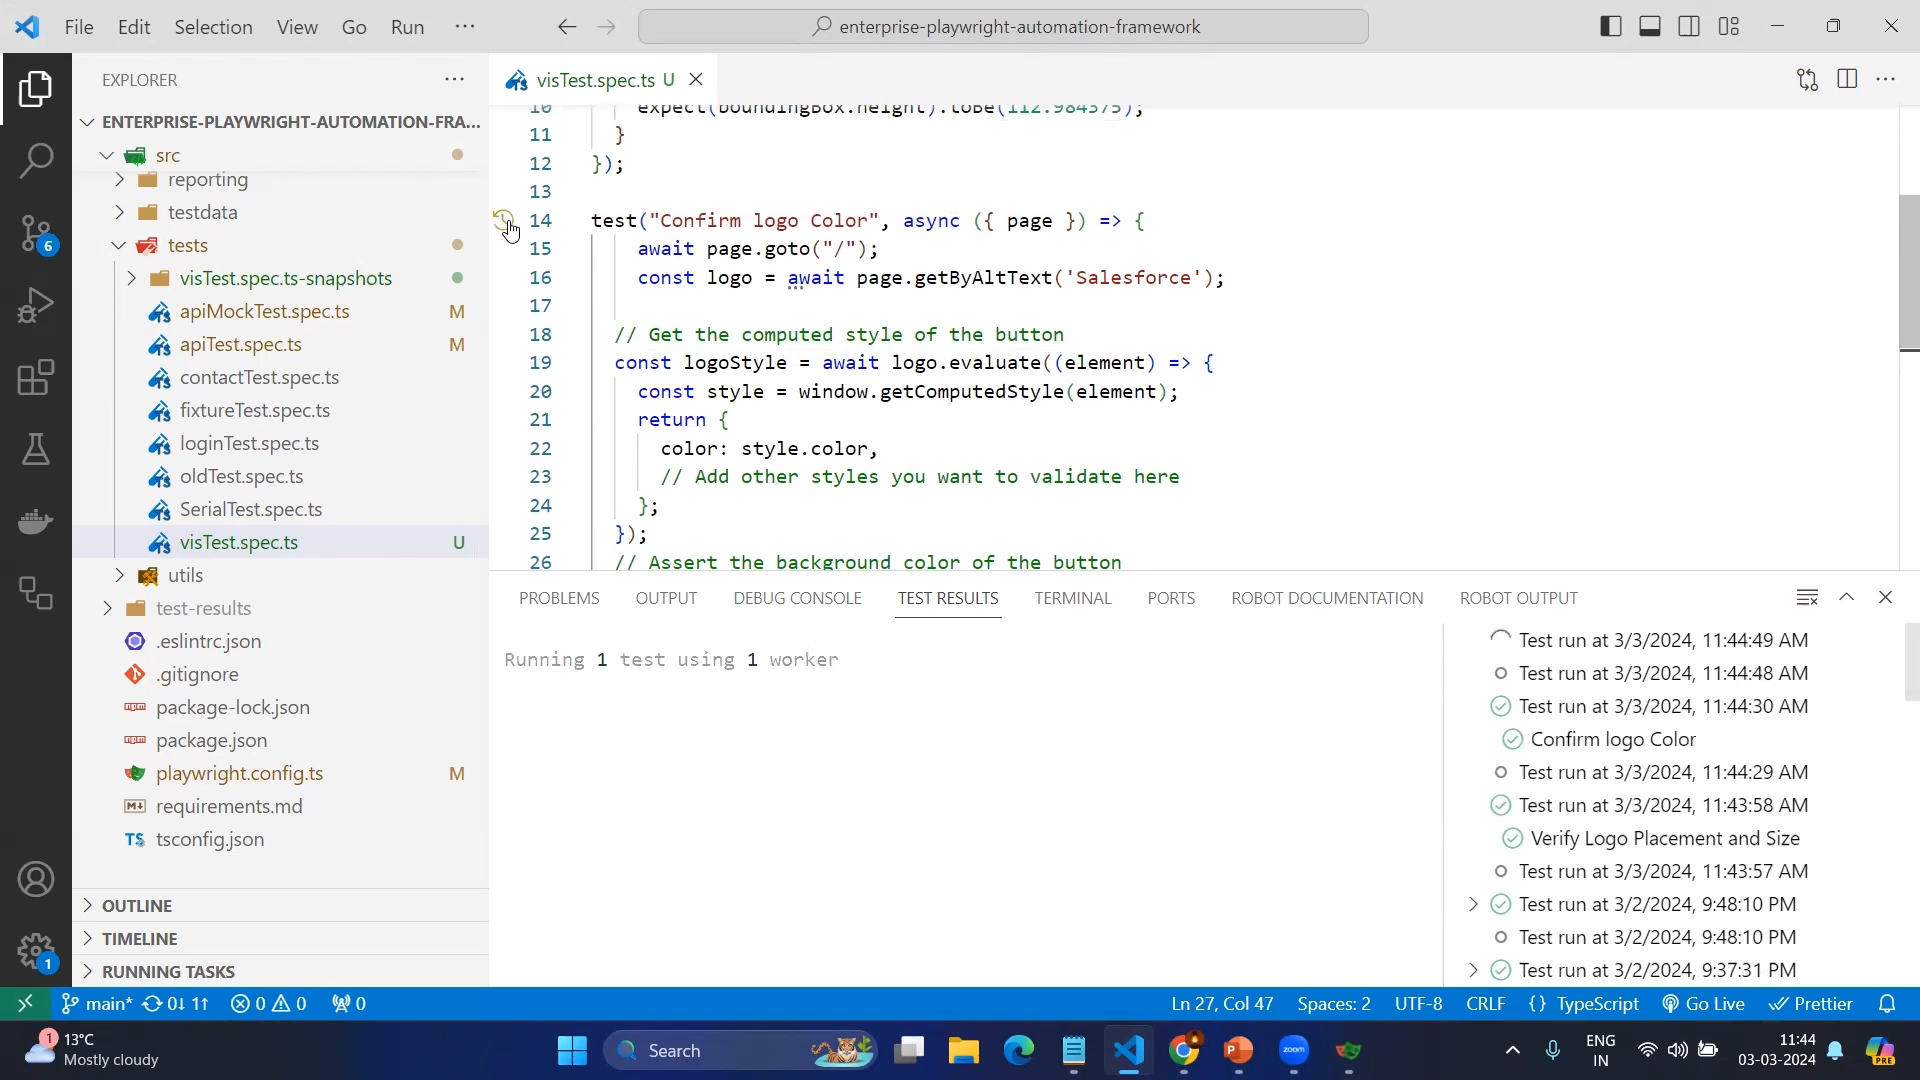 File Edit Selection View Go Run ···
enterprise-playwright-automation-framework
EXPLORER
ENTERPRISE-PLAYWRIGHT-AUTOMATION-FRA...
src
reporting
testdata
tests
visTest.spec.ts-snapshots
apiMockTest.spec.ts M
apiTest.spec.ts M
contactTest.spec.ts
fixtureTest.spec.ts
loginTest.spec.ts
oldTest.spec.ts
SerialTest.spec.ts
visTest.spec.ts U
utils
test-results
.eslintrc.json
.gitignore
package-lock.json
package.json
playwright.config.ts M
requirements.md
TS tsconfig.json
OUTLINE
TIMELINE
RUNNING TASKS
6
1
visTest.spec.ts U
10 expect(boundingBox.height).toBe(112.984375);
11 }
12 });
13
14 test("Confirm logo Color", async ({ page }) => {
15 await page.goto("/");
16 const logo = await page.getByAltText('Salesforce');
17
18 // Get the computed style of the button
19 const logoStyle = await logo.evaluate((element) => {
20 const style = window.getComputedStyle(element);
21 return {
22 color: style.color,
23 // Add other styles you want to validate here
24 };
25 });
26 // Assert the background color of the button
PROBLEMS OUTPUT DEBUG CONSOLE TEST RESULTS TERMINAL PORTS ROBOT DOCUMENTATION ROBOT OUTPUT
Running 1 test using 1 worker
Test run at 3/3/2024, 11:44:49 AM
Test run at 3/3/2024, 11:44:48 AM
Test run at 3/3/2024, 11:44:30 AM
Confirm logo Color
Test run at 3/3/2024, 11:44:29 AM
Test run at 3/3/2024, 11:43:58 AM
Verify Logo Placement and Size
Test run at 3/3/2024, 11:43:57 AM
Test run at 3/2/2024, 9:48:10 PM
Test run at 3/2/2024, 9:48:10 PM
Test run at 3/2/2024, 9:37:31 PM
main* 0↓ 1↑ 0 0 0
Ln 27, Col 47 Spaces: 2 UTF-8 CRLF {} TypeScript Go Live Prettier
1
13°C
Mostly cloudy
Search
zoom
ENG
IN
11:44
03-03-2024
PRE